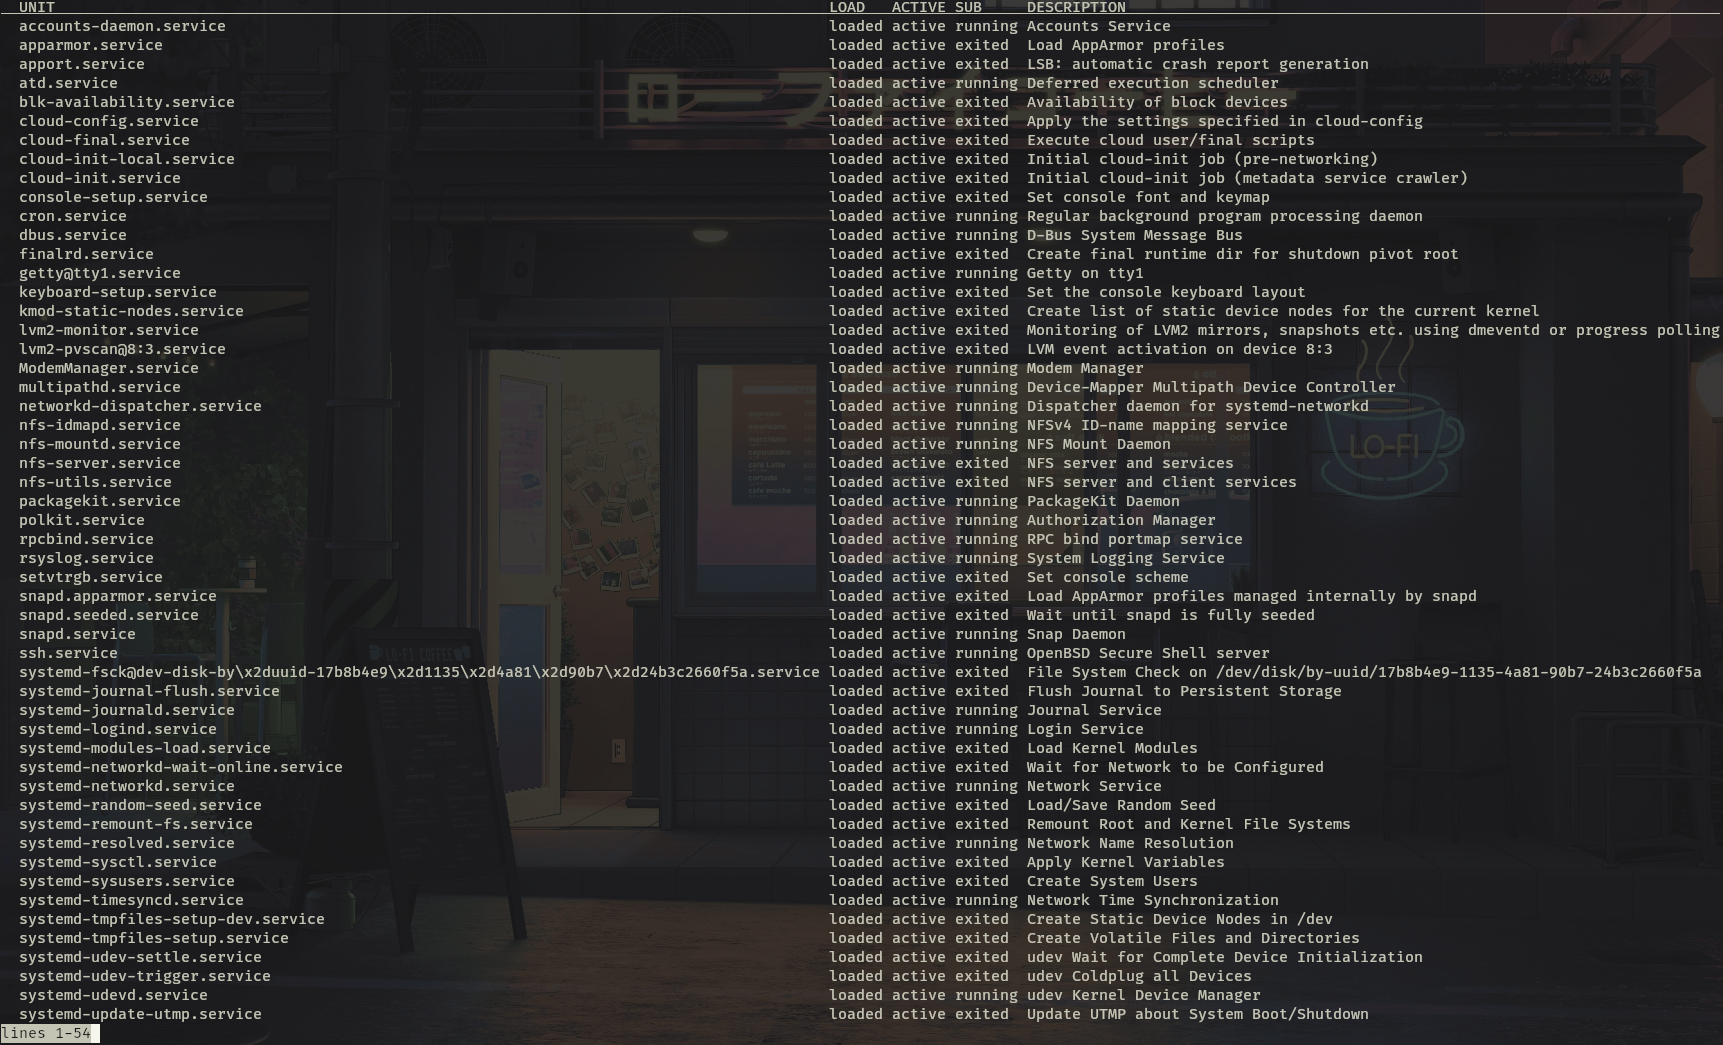 UNIT LOAD ACTIVE SUB DESCRIPTION
accounts-daemon.service loaded active running Accounts Service
apparmor.service loaded active exited Load AppArmor profiles
apport.service loaded active exited LSB: automatic crash report generation
atd.service loaded active running Deferred execution scheduler
blk-availability.service loaded active exited Availability of block devices
cloud-config.service loaded active exited Apply the settings specified in cloud-config
cloud-final.service loaded active exited Execute cloud user/final scripts
cloud-init-local.service loaded active exited Initial cloud-init job (pre-networking)
cloud-init.service loaded active exited Initial cloud-init job (metadata service crawler)
console-setup.service loaded active exited Set console font and keymap
cron.service loaded active running Regular background program processing daemon
dbus.service loaded active running D-Bus System Message Bus
finalrd.service loaded active exited Create final runtime dir for shutdown pivot root
getty@tty1.service loaded active running Getty on tty1
keyboard-setup.service loaded active exited Set the console keyboard layout
kmod-static-nodes.service loaded active exited Create list of static device nodes for the current kernel
lvm2-monitor.service loaded active exited Monitoring of LVM2 mirrors, snapshots etc. using dmeventd or progress polling
lvm2-pvscan@8:3.service loaded active exited LVM event activation on device 8:3
ModemManager.service loaded active running Modem Manager
multipathd.service loaded active running Device-Mapper Multipath Device Controller
networkd-dispatcher.service loaded active running Dispatcher daemon for systemd-networkd
nfs-idmapd.service loaded active running NFSv4 ID-name mapping service
nfs-mountd.service loaded active running NFS Mount Daemon
nfs-server.service loaded active exited NFS server and services
nfs-utils.service loaded active exited NFS server and client services
packagekit.service loaded active running PackageKit Daemon
polkit.service loaded active running Authorization Manager
rpcbind.service loaded active running RPC bind portmap service
rsyslog.service loaded active running System Logging Service
setvtrgb.service loaded active exited Set console scheme
snapd.apparmor.service loaded active exited Load AppArmor profiles managed internally by snapd
snapd.seeded.service loaded active exited Wait until snapd is fully seeded
snapd.service loaded active running Snap Daemon
ssh.service loaded active running OpenBSD Secure Shell server
systemd-fsck@dev-disk-by\x2duuid-17b8b4e9\x2d1135\x2d4a81\x2d90b7\x2d24b3c2660f5a.service loaded active exited File System Check on /dev/disk/by-uuid/17b8b4e9-1135-4a81-90b7-24b3c2660f5a
systemd-journal-flush.service loaded active exited Flush Journal to Persistent Storage
systemd-journald.service loaded active running Journal Service
systemd-logind.service loaded active running Login Service
systemd-modules-load.service loaded active exited Load Kernel Modules
systemd-networkd-wait-online.service loaded active exited Wait for Network to be Configured
systemd-networkd.service loaded active running Network Service
systemd-random-seed.service loaded active exited Load/Save Random Seed
systemd-remount-fs.service loaded active exited Remount Root and Kernel File Systems
systemd-resolved.service loaded active running Network Name Resolution
systemd-sysctl.service loaded active exited Apply Kernel Variables
systemd-sysusers.service loaded active exited Create System Users
systemd-timesyncd.service loaded active running Network Time Synchronization
systemd-tmpfiles-setup-dev.service loaded active exited Create Static Device Nodes in /dev
systemd-tmpfiles-setup.service loaded active exited Create Volatile Files and Directories
systemd-udev-settle.service loaded active exited udev Wait for Complete Device Initialization
systemd-udev-trigger.service loaded active exited udev Coldplug all Devices
systemd-udevd.service loaded active running udev Kernel Device Manager
systemd-update-utmp.service loaded active exited Update UTMP about System Boot/Shutdown
lines 1-54
LO-FI
LO-FI COFFEE